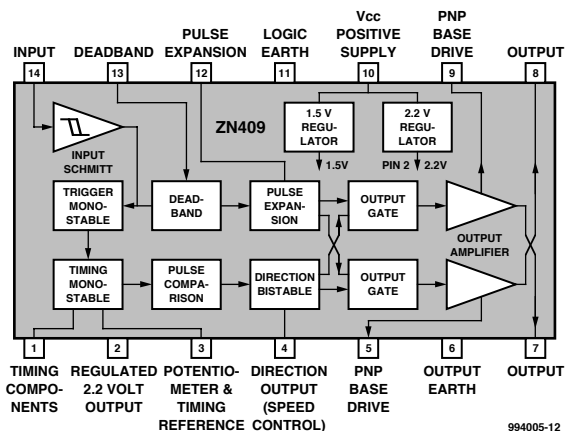 INPUT
DEADBAND
PULSE
EXPANSION
LOGIC
EARTH
Vcc
POSITIVE
SUPPLY
PNP
BASE
DRIVE
OUTPUT
14
13
12
11
10
9
8
ZN409
INPUT
SCHMITT
1.5 V
REGU-
LATOR
2.2 V
REGU-
LATOR
1.5V
PIN 2
2.2V
TRIGGER
MONO-
STABLE
DEAD-
BAND
PULSE
EXPAN-
SION
OUTPUT
GATE
OUTPUT
AMPLIFIER
TIMING
MONO-
STABLE
PULSE
COMPA-
RISON
DIRECTION
BISTABLE
OUTPUT
GATE
1
2
3
4
5
6
7
TIMING
COMPO-
NENTS
REGULATED
2.2 VOLT
OUTPUT
POTENTIO-
METER &
TIMING
REFERENCE
DIRECTION
OUTPUT
(SPEED
CONTROL)
PNP
BASE
DRIVE
OUTPUT
EARTH
OUTPUT
994005-12